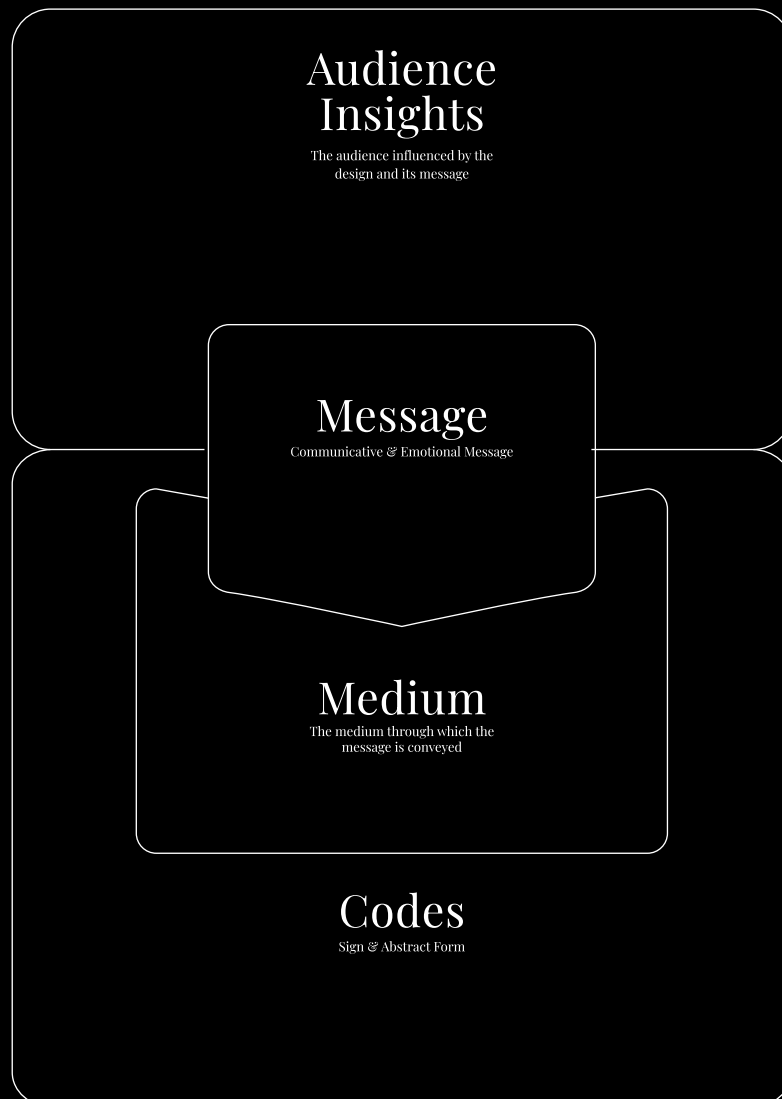 Audience
Insights
The audience influenced by the
design and its message
Message
Communicative & Emotional Message
Medium
The medium through which the
message is conveyed
Codes
Sign & Abstract Form